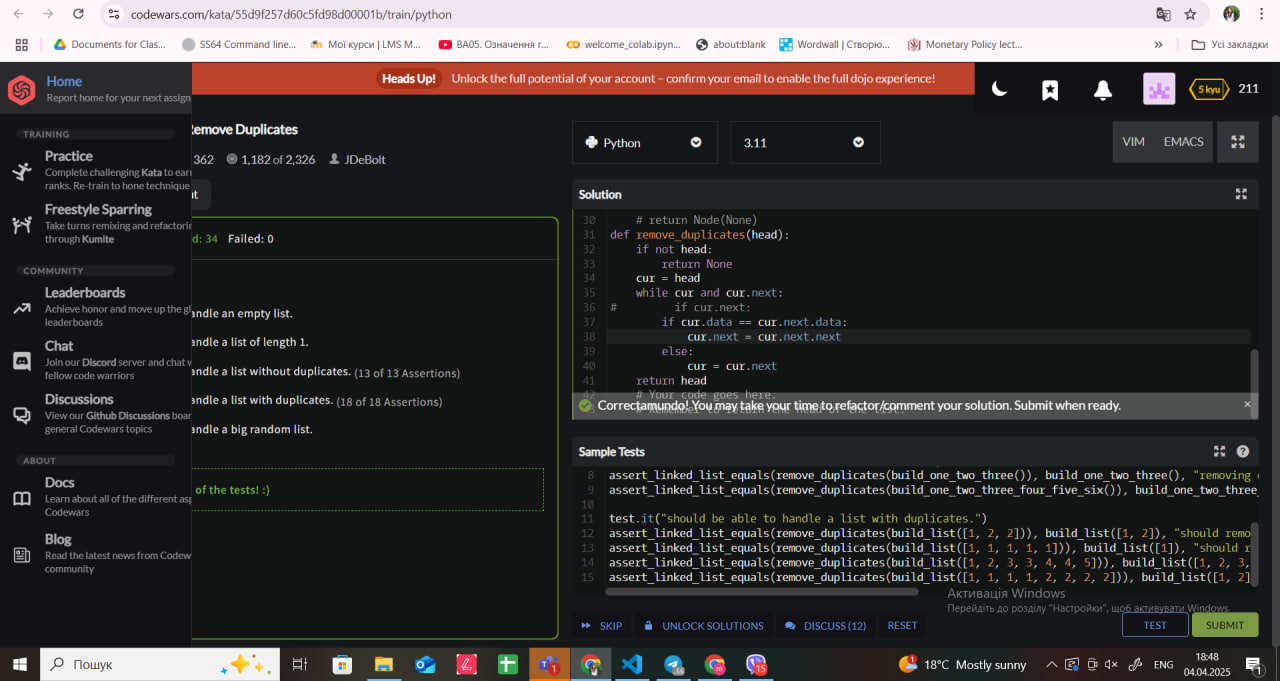 codewars.com/kata/55d9f257d60c5fd98d00001b/train/python
Documents for Clas...
SS64 Command line...
Мої курси | LMS M...
BA05. Означення г...
welcome_colab.ipyn...
about:blank
Wordwall | Створю...
Monetary Policy lect...
»
Усі закладки
Home
Report home for your next assign
Heads Up! Unlock the full potential of your account – confirm your email to enable the full dojo experience!
5 kyu
211
TRAINING
Practice
Complete challenging Kata to earn
ranks. Re-train to hone technique
Freestyle Sparring
Take turns remixing and refactorin
through Kumite
COMMUNITY
Leaderboards
Achieve honor and move up the gl
leaderboards
Chat
Join our Discord server and chat w
fellow code warriors
Discussions
View our Github Discussions boar
general Codewars topics
ABOUT
Docs
Learn about all of the different asp
Codewars
Blog
Read the latest news from Codew
community
Remove Duplicates
362 1,182 of 2,326 JDeBolt
t
d: 34 Failed: 0
andle an empty list.
andle a list of length 1.
andle a list without duplicates. (13 of 13 Assertions)
andle a list with duplicates. (18 of 18 Assertions)
andle a big random list.
of the tests! :)
Python
3.11
VIM
EMACS
Solution
30 # return Node(None)
31 def remove_duplicates(head):
32 if not head:
33 return None
34 cur = head
35 while cur and cur.next:
36 # if cur.next:
37 if cur.data == cur.next.data:
38 cur.next = cur.next.next
39 else:
40 cur = cur.next
41 return head
42 # Your code goes here.
# Remember to return the head of the list.
Correctamundo! You may take your time to refactor/comment your solution. Submit when ready.
×
Sample Tests
8 assert_linked_list_equals(remove_duplicates(build_one_two_three()), build_one_two_three(), "removing
9 assert_linked_list_equals(remove_duplicates(build_one_two_three_four_five_six()), build_one_two_three_
10
11 test.it("should be able to handle a list with duplicates.")
12 assert_linked_list_equals(remove_duplicates(build_list([1, 2, 2])), build_list([1, 2]), "should remo
13 assert_linked_list_equals(remove_duplicates(build_list([1, 1, 1, 1, 1])), build_list([1]), "should r
14 assert_linked_list_equals(remove_duplicates(build_list([1, 2, 3, 3, 4, 4, 5])), build_list([1, 2, 3,
15 assert_linked_list_equals(remove_duplicates(build_list([1, 1, 1, 1, 2, 2, 2, 2])), build_list([1, 2]
Активація Windows
Перейдіть до розділу "Настройки", щоб активувати Windows.
SKIP
UNLOCK SOLUTIONS
DISCUSS (12)
RESET
TEST
SUBMIT
Пошук
1
15
1
18°C Mostly sunny
ENG
18:48
04.04.2025
1